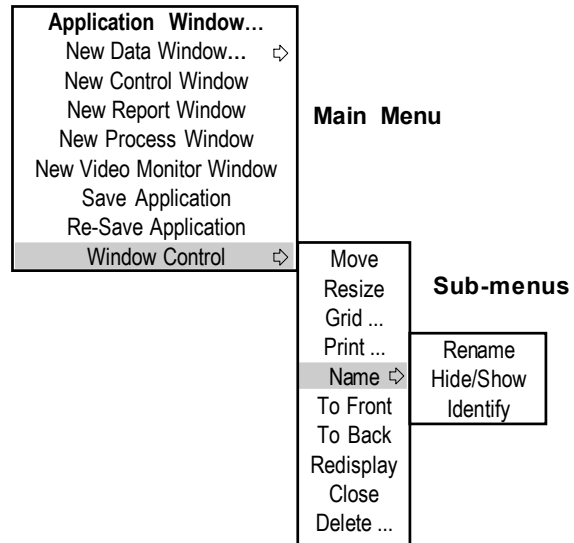 Application Window...
New Data Window...
New Control Window
New Report Window
New Process Window
New Video Monitor Window
Save Application
Re-Save Application
Window Control
Main Menu
Move
Resize
Grid ...
Print ...
Name
To Front
To Back
Redisplay
Close
Delete ...
Sub-menus
Rename
Hide/Show
Identify